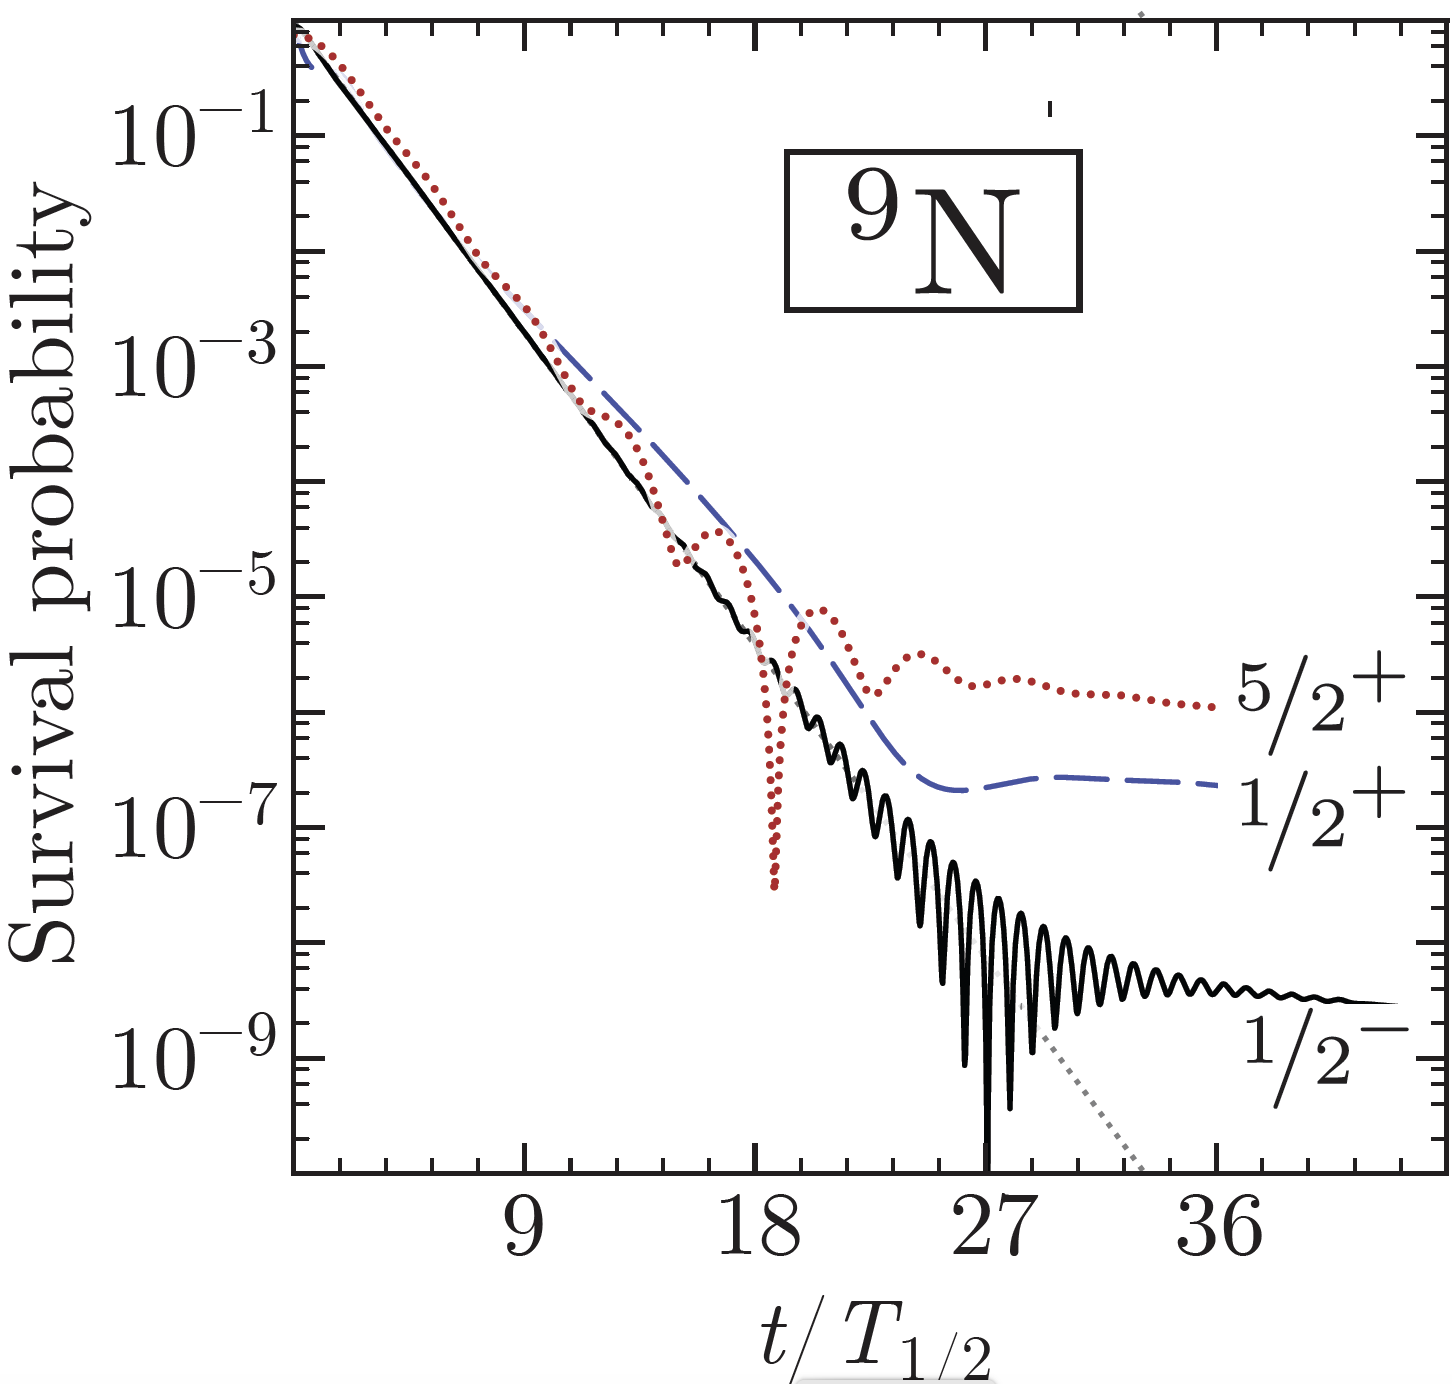 Survival probability
10⁻¹
10⁻³
10⁻⁵
10⁻⁷
10⁻⁹
⁹N
5/2⁺
1/2⁺
1/2⁻
9 18 27 36
t/T₁/₂